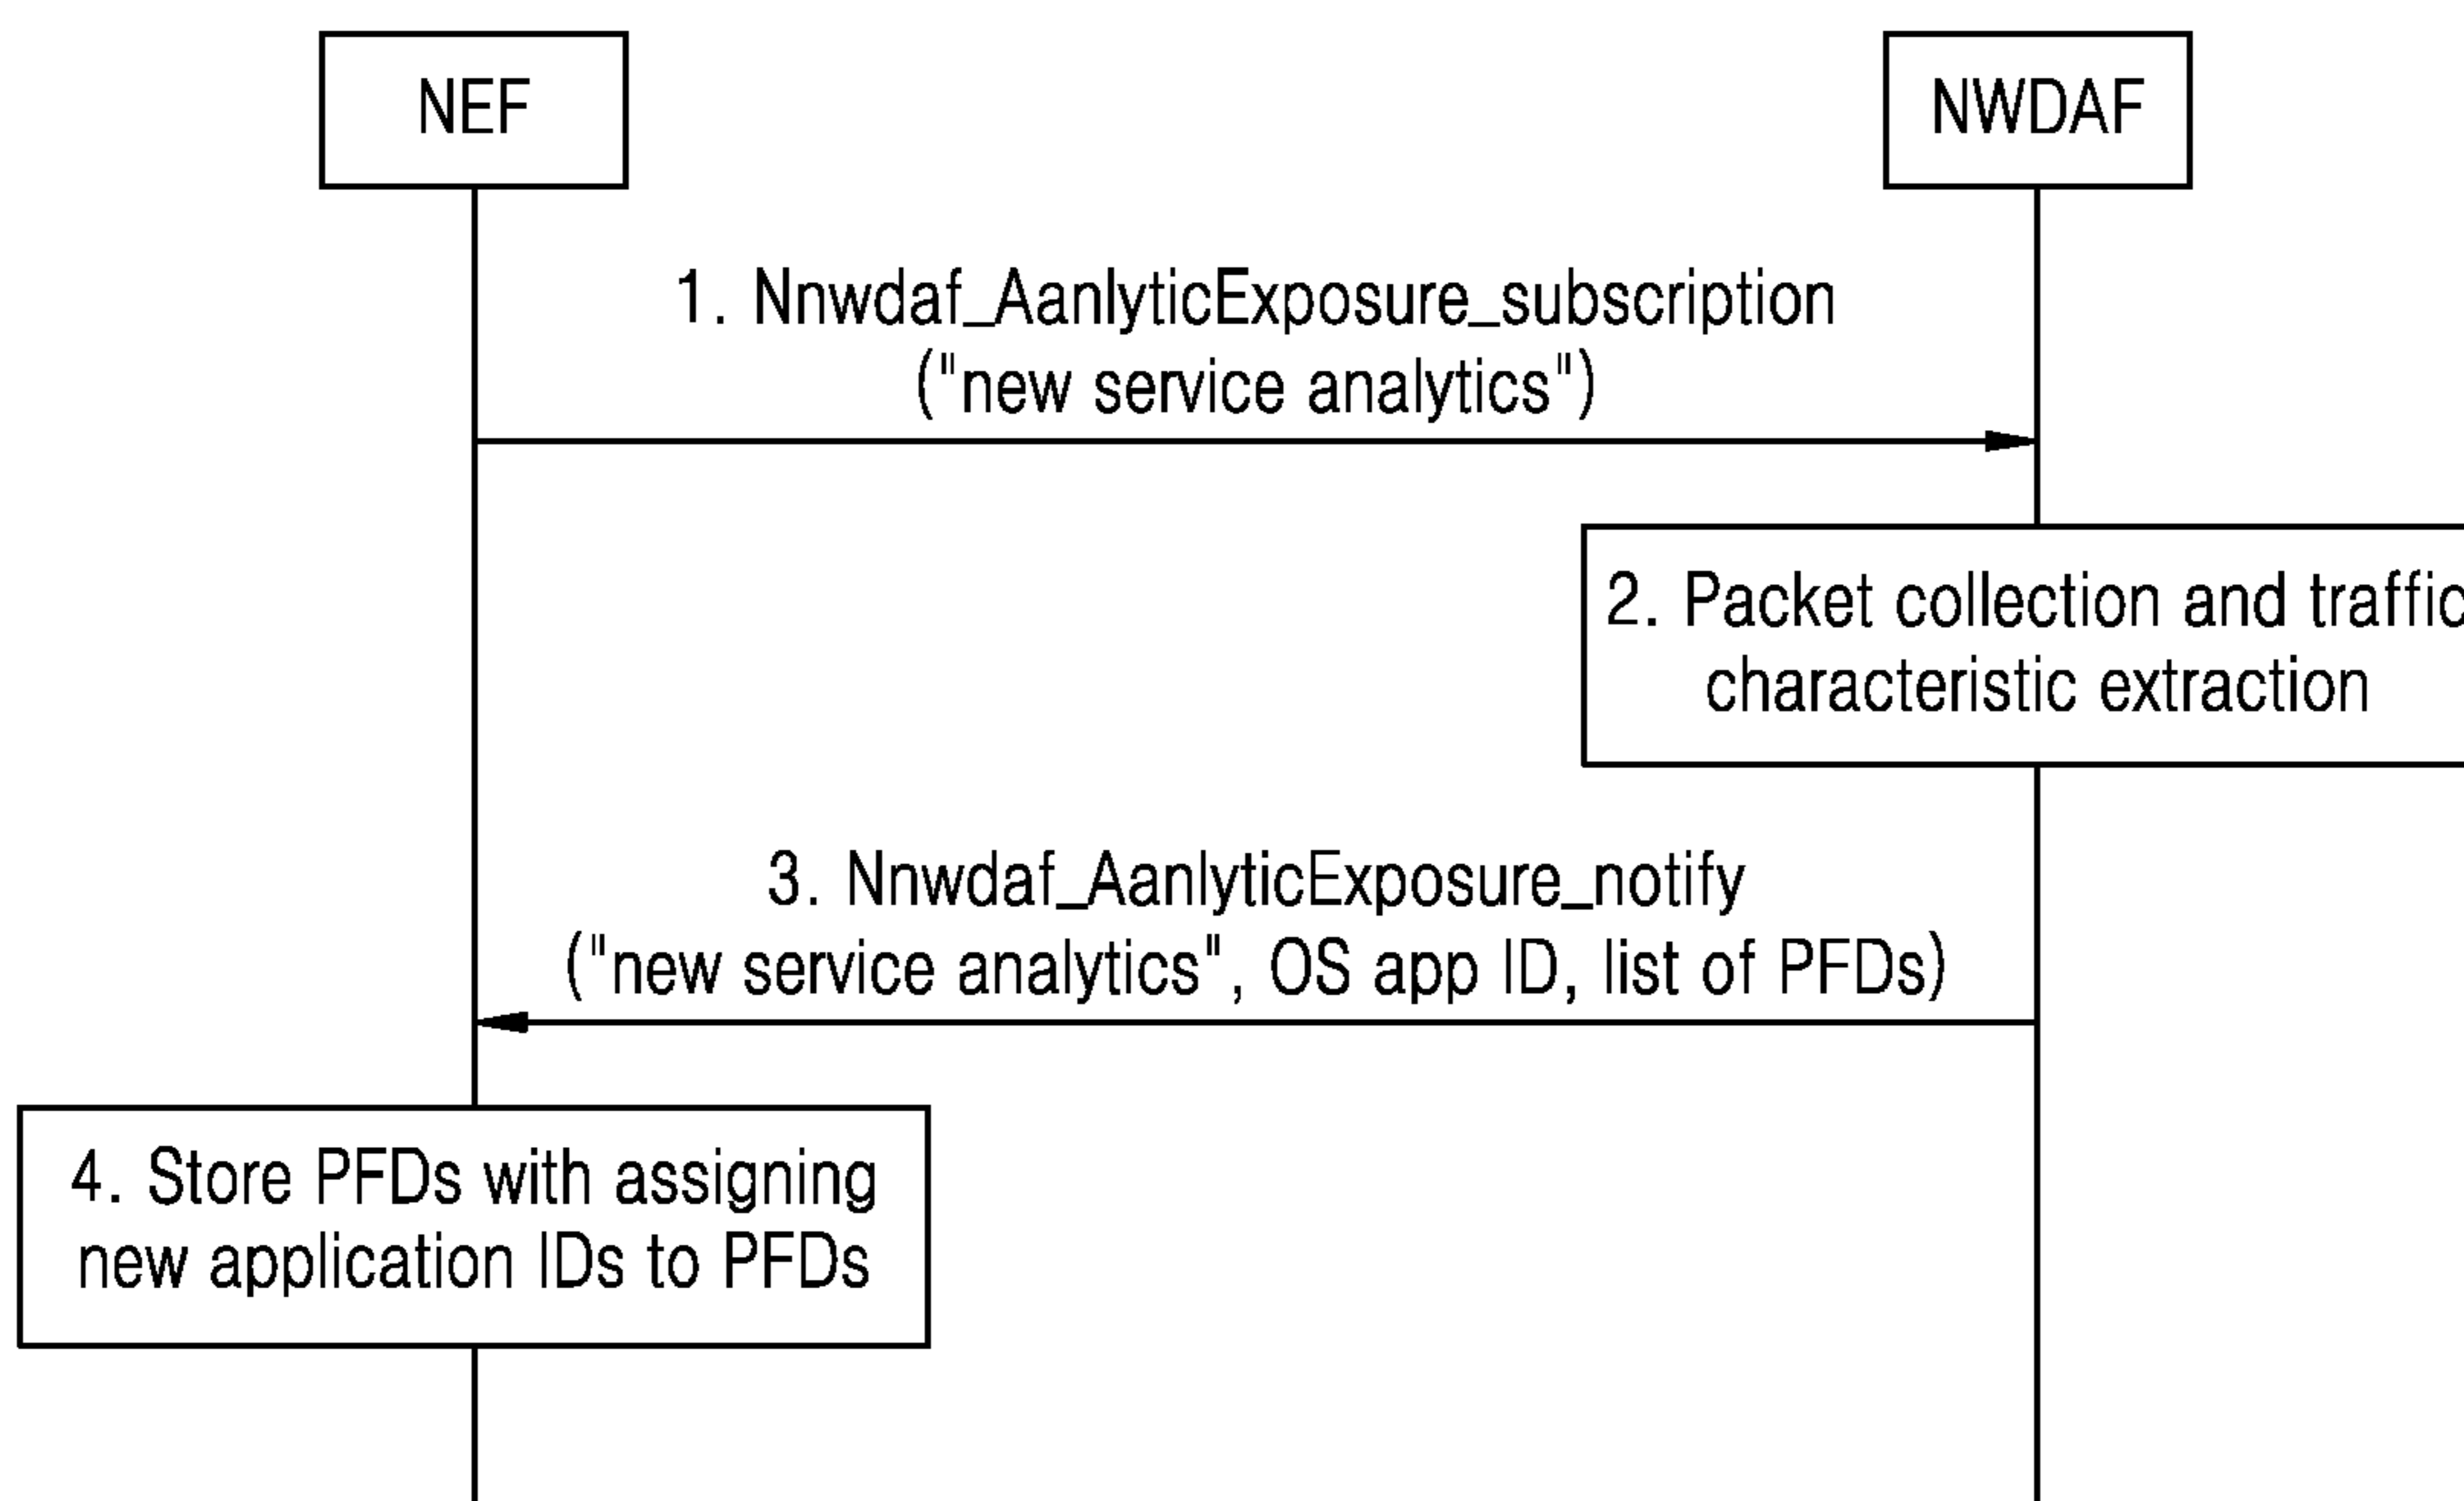 NEF
NWDAF
1. Nnwdaf_AanlyticExposure_subscription
("new service analytics")
2. Packet collection and traffic
characteristic extraction
3. Nnwdaf_AanlyticExposure_notify
("new service analytics", OS app ID, list of PFDs)
4. Store PFDs with assigning
new application IDs to PFDs